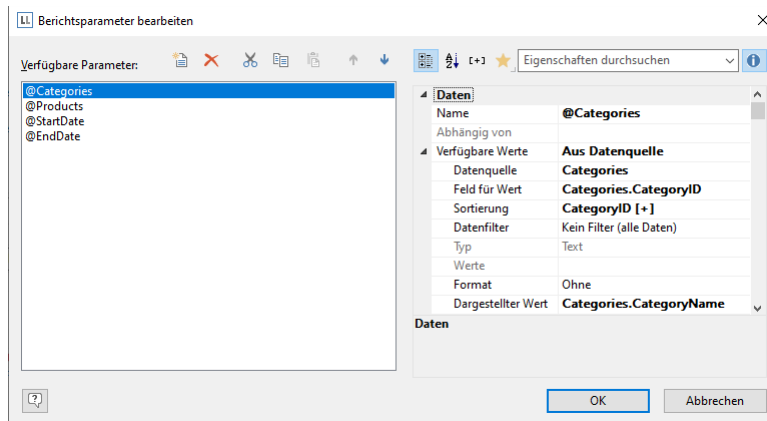 LL Berichtsparameter bearbeiten
Verfügbare Parameter:
Eigenschaften durchsuchen
@Categories
@Products
@StartDate
@EndDate
Daten
Name @Categories
Abhängig von
Verfügbare Werte Aus Datenquelle
Datenquelle Categories
Feld für Wert Categories.CategoryID
Sortierung CategoryID [+]
Datenfilter Kein Filter (alle Daten)
Typ Text
Werte
Format Ohne
Dargestellter Wert Categories.CategoryName
Daten
OK Abbrechen